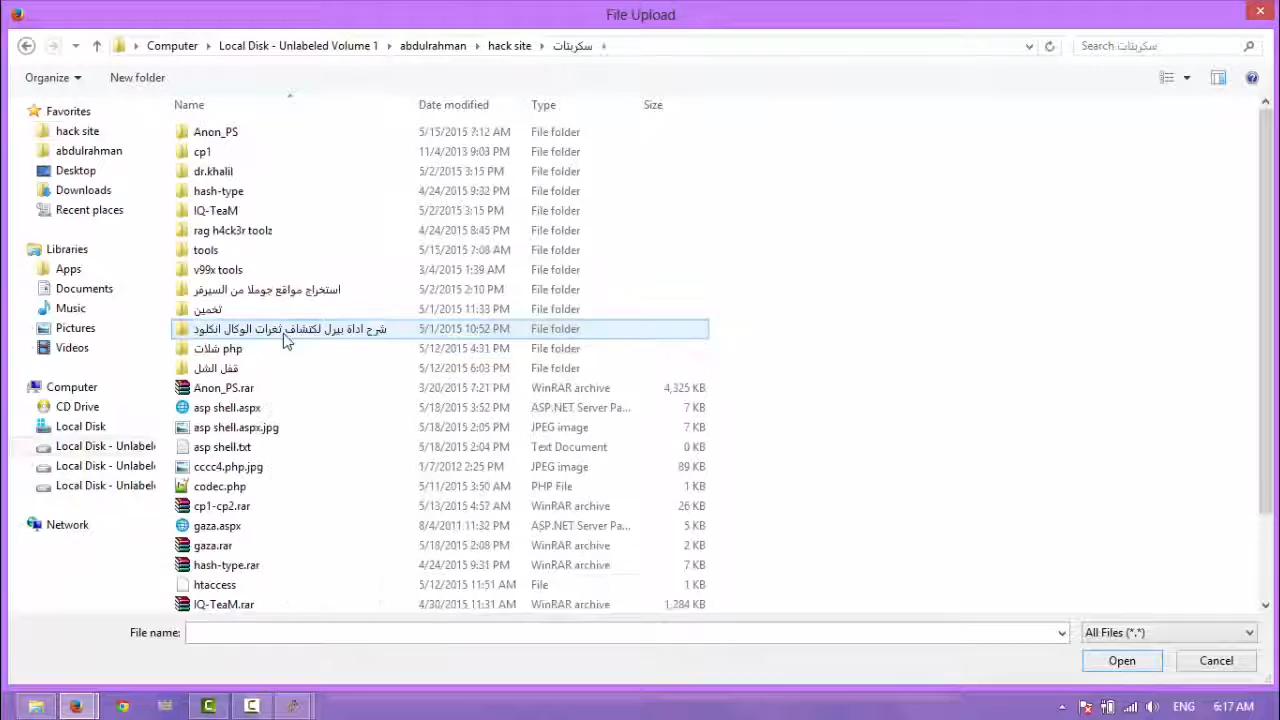 File Upload
Computer Local Disk - Unlabeled Volume 1 abdulrahman hack site سكربتات
Search سكربتات
Organize New folder
Name Date modified Type Size
Favorites
hack site
abdulrahman
Desktop
Downloads
Recent places
Libraries
Apps
Documents
Music
Pictures
Videos
Computer
CD Drive
Local Disk
Local Disk - Unlabele
Local Disk - Unlabele
Local Disk - Unlabele
Network
Anon_PS 5/15/2015 7:12 AM File folder
cp1 11/4/2013 9:03 PM File folder
dr.khalil 5/2/2015 3:15 PM File folder
hash-type 4/24/2015 9:32 PM File folder
IQ-TeaM 5/2/2015 3:15 PM File folder
rag h4ck3r toolz 4/24/2015 8:45 PM File folder
tools 5/15/2015 7:08 AM File folder
v99x tools 3/4/2015 1:39 AM File folder
استخراج مواقع جوملا من السيرفر 5/2/2015 2:10 PM File folder
تخمين 5/1/2015 11:33 PM File folder
شرح اداة بيرل لكتشاف ثغرات الوكال انكلود 5/1/2015 10:52 PM File folder
شلات php 5/12/2015 4:31 PM File folder
قفل الشل 5/12/2015 6:03 PM File folder
Anon_PS.rar 3/20/2015 7:21 PM WinRAR archive 4,325 KB
asp shell.aspx 5/18/2015 3:52 PM ASP.NET Server Pa... 7 KB
asp shell.aspx.jpg 5/18/2015 2:05 PM JPEG image 7 KB
asp shell.txt 5/18/2015 2:04 PM Text Document 0 KB
cccc4.php.jpg 1/7/2012 2:25 PM JPEG image 89 KB
codec.php 5/11/2015 3:50 AM PHP File 1 KB
cp1-cp2.rar 5/13/2015 4:57 AM WinRAR archive 26 KB
gaza.aspx 8/4/2011 11:32 PM ASP.NET Server Pa... 5 KB
gaza.rar 5/18/2015 2:08 PM WinRAR archive 2 KB
hash-type.rar 4/24/2015 9:31 PM WinRAR archive 7 KB
htaccess 5/12/2015 11:51 AM File 1 KB
IQ-TeaM.rar 4/30/2015 11:31 AM WinRAR archive 1,284 KB
File name: All Files (*.*)
Open Cancel
ENG 6:17 AM